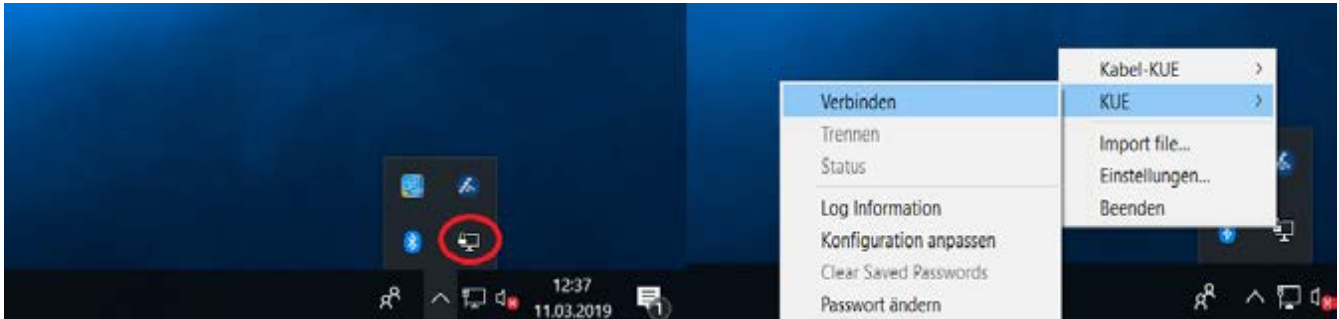 12:37
11.03.2019
1
Kabel-KUE
KUE
Import file...
Einstellungen...
Beenden
Verbinden
Trennen
Status
Log Information
Konfiguration anpassen
Clear Saved Passwords
Passwort ändern